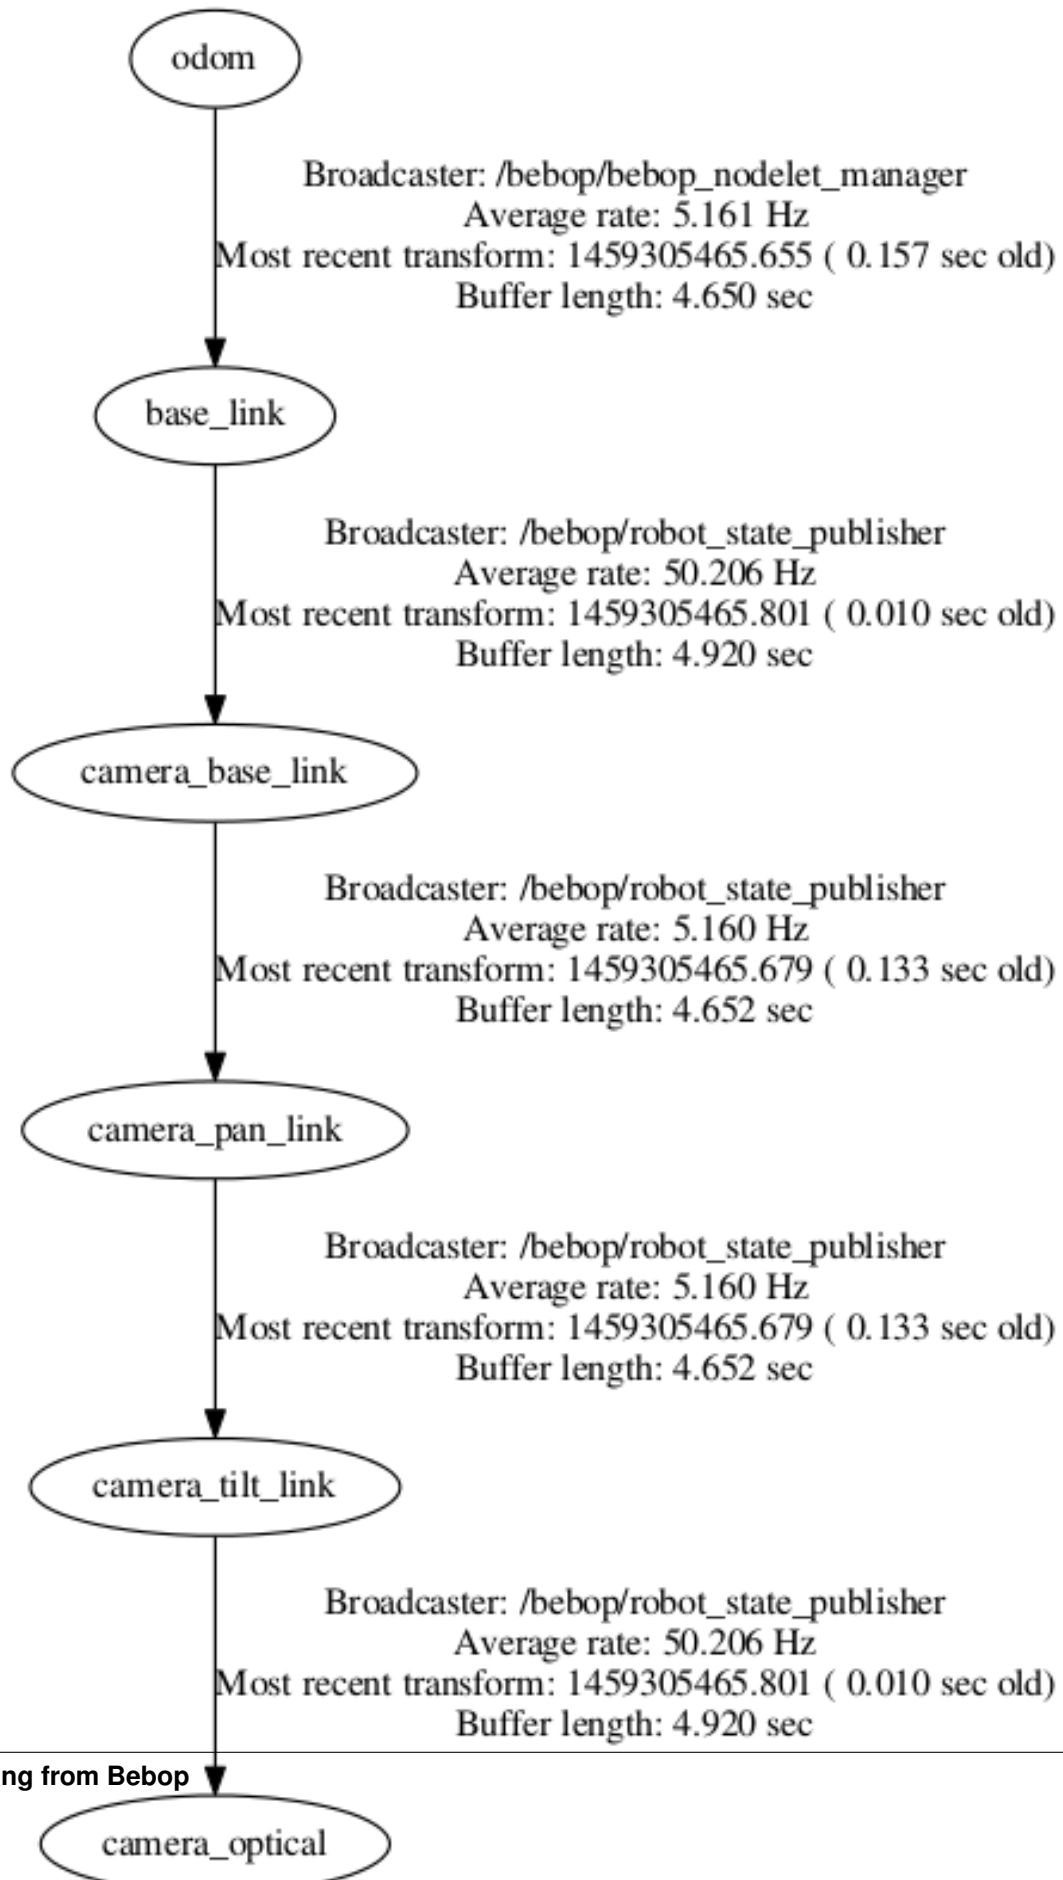 odom
Broadcaster: /bebop/bebop_nodelet_manager
Average rate: 5.161 Hz
Most recent transform: 1459305465.655 ( 0.157 sec old)
Buffer length: 4.650 sec
base_link
Broadcaster: /bebop/robot_state_publisher
Average rate: 50.206 Hz
Most recent transform: 1459305465.801 ( 0.010 sec old)
Buffer length: 4.920 sec
camera_base_link
Broadcaster: /bebop/robot_state_publisher
Average rate: 5.160 Hz
Most recent transform: 1459305465.679 ( 0.133 sec old)
Buffer length: 4.652 sec
camera_pan_link
Broadcaster: /bebop/robot_state_publisher
Average rate: 5.160 Hz
Most recent transform: 1459305465.679 ( 0.133 sec old)
Buffer length: 4.652 sec
camera_tilt_link
Broadcaster: /bebop/robot_state_publisher
Average rate: 50.206 Hz
Most recent transform: 1459305465.801 ( 0.010 sec old)
Buffer length: 4.920 sec
ng from Bebop
camera_optical